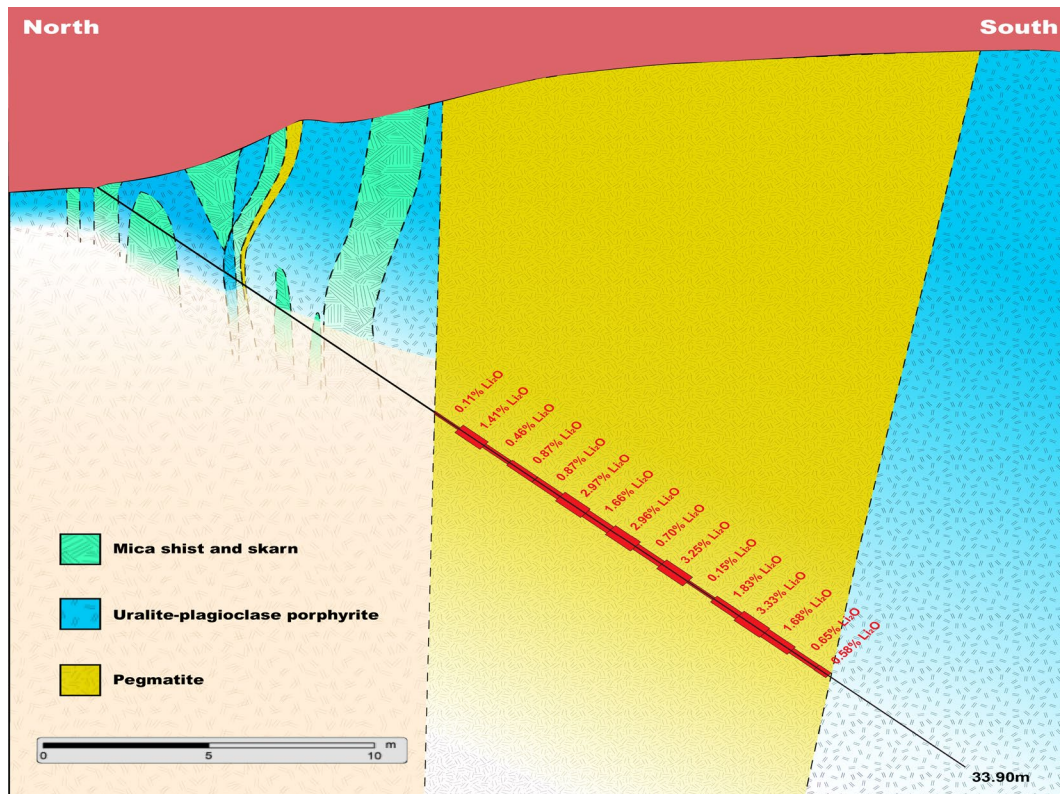 North
South
0.11% Li₂O
1.41% Li₂O
0.46% Li₂O
0.87% Li₂O
0.87% Li₂O
2.97% Li₂O
1.66% Li₂O
2.96% Li₂O
0.70% Li₂O
3.25% Li₂O
0.15% Li₂O
1.83% Li₂O
3.33% Li₂O
1.68% Li₂O
0.65% Li₂O
0.58% Li₂O
Mica shist and skarn
Uralite-plagioclase porphyrite
Pegmatite
m
0 5 10
33.90m